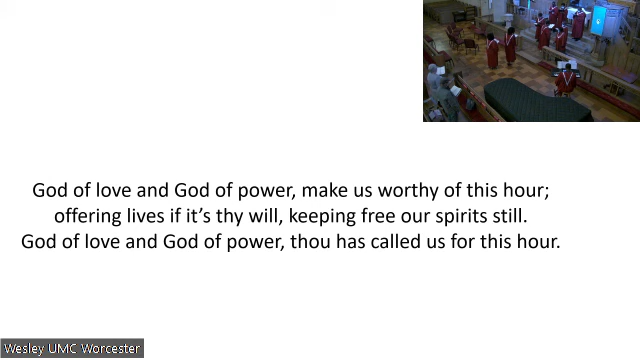 God of love and God of power, make us worthy of this hour;
offering lives if it's thy will, keeping free our spirits still.
God of love and God of power, thou has called us for this hour.
Wesley UMC Worcester